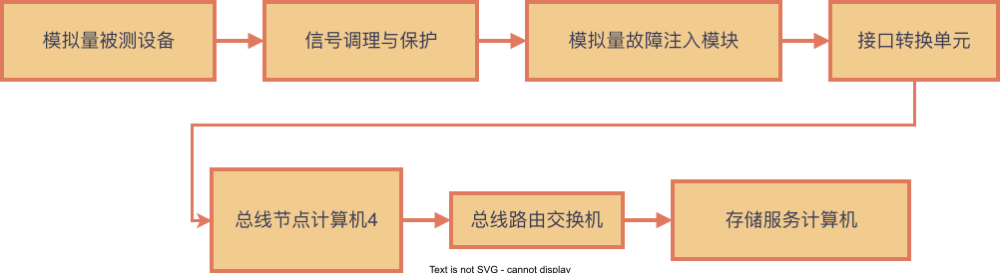 模拟量被测设备
信号调理与保护
模拟量故障注入模块
接口转换单元
总线节点计算机4
总线路由交换机
存储服务计算机
Text is not SVG - cannot display